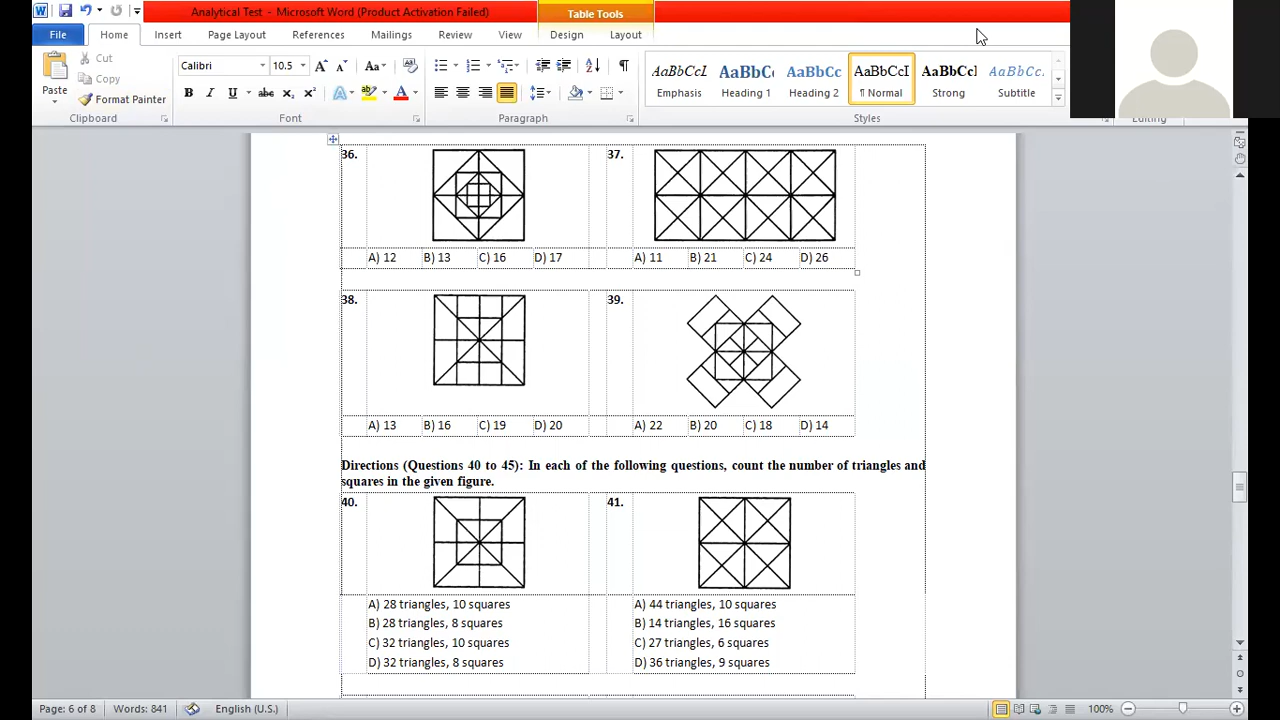 Analytical Test - Microsoft Word (Product Activation Failed)
Table Tools
File Home Insert Page Layout References Mailings Review View Design Layout
Paste
Cut
Copy
Format Painter
Clipboard
Calibri 10.5
Font
Paragraph
AaBbCcI AaBbCc AaBbCc AaBbCcI AaBbCcl AaBbCc.
Emphasis Heading 1 Heading 2 ¶ Normal Strong Subtitle
Styles
Editing
36. 37.
A) 12 B) 13 C) 16 D) 17 A) 11 B) 21 C) 24 D) 26
38. 39.
A) 13 B) 16 C) 19 D) 20 A) 22 B) 20 C) 18 D) 14
Directions (Questions 40 to 45): In each of the following questions, count the number of triangles and
squares in the given figure.
40. 41.
A) 28 triangles, 10 squares A) 44 triangles, 10 squares
B) 28 triangles, 8 squares B) 14 triangles, 16 squares
C) 32 triangles, 10 squares C) 27 triangles, 6 squares
D) 32 triangles, 8 squares D) 36 triangles, 9 squares
Page: 6 of 8 Words: 841 English (U.S.) 100%